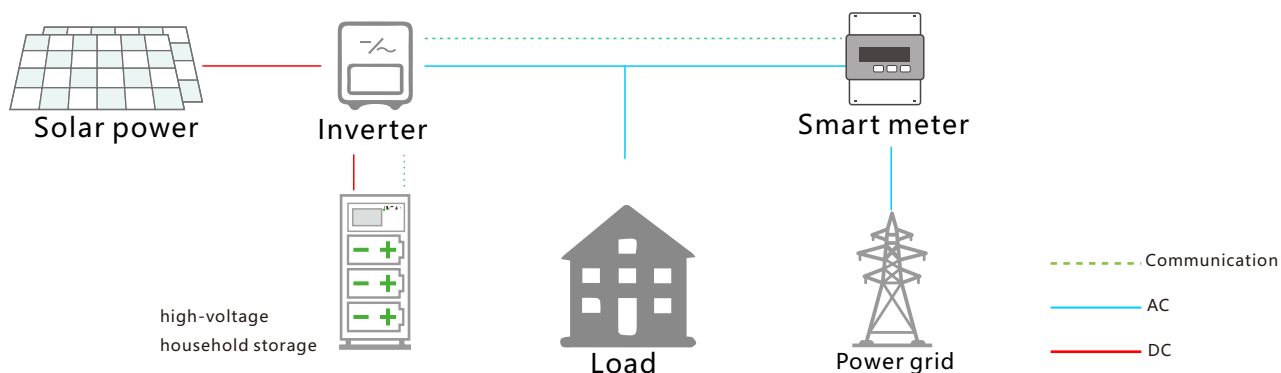 Solar power
Inverter
Smart meter
high-voltage
household storage
Load
Power grid
Communication
AC
DC